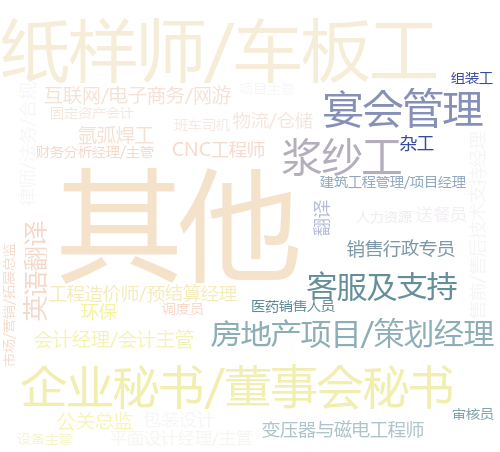 纸样师/车板工
组装工
项目主管
互联网/电子商务/网游
宴会管理
固定资产会计
物流/仓储
班车司机
氩弧焊工
杂工
浆纱工
CNC工程师
财务分析经理/主管
其他
建筑工程管理/项目经理
翻译
人力资源
送餐员
英语翻译
销售行政专员
市场/营销/拓展总监
客服及支持
工程造价师/预结算经理
医药销售人员
环保
调度员
房地产项目/策划经理
会计经理/会计主管
企业秘书/董事会秘书
审核员
公关总监
包装设计
变压器与磁电工程师
设备主管
平面设计经理/主管